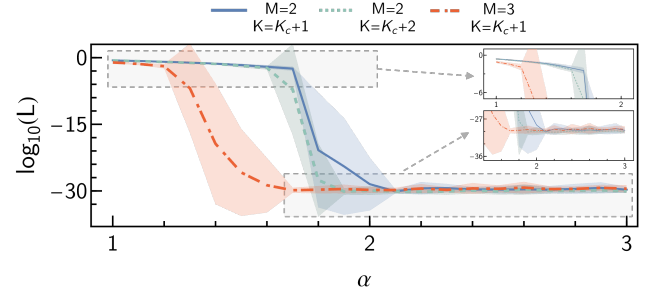 M=2 M=2 M=3
K=K_c+1 K=K_c+2 K=K_c+1
0
-15
-30
log_10(L)
0
-6
1 2
-27
-36
2 3
1 2 3
α